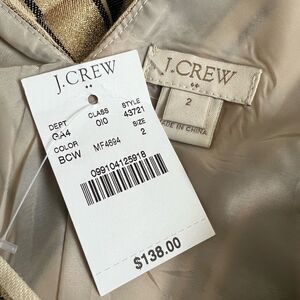 J.CREW
DEPT CLASS STYLE
GA4 010 43721
COLOR SIZE
BCW MF4894 2
099104125918
$138.00
J.CREW
2
MADE IN CHINA